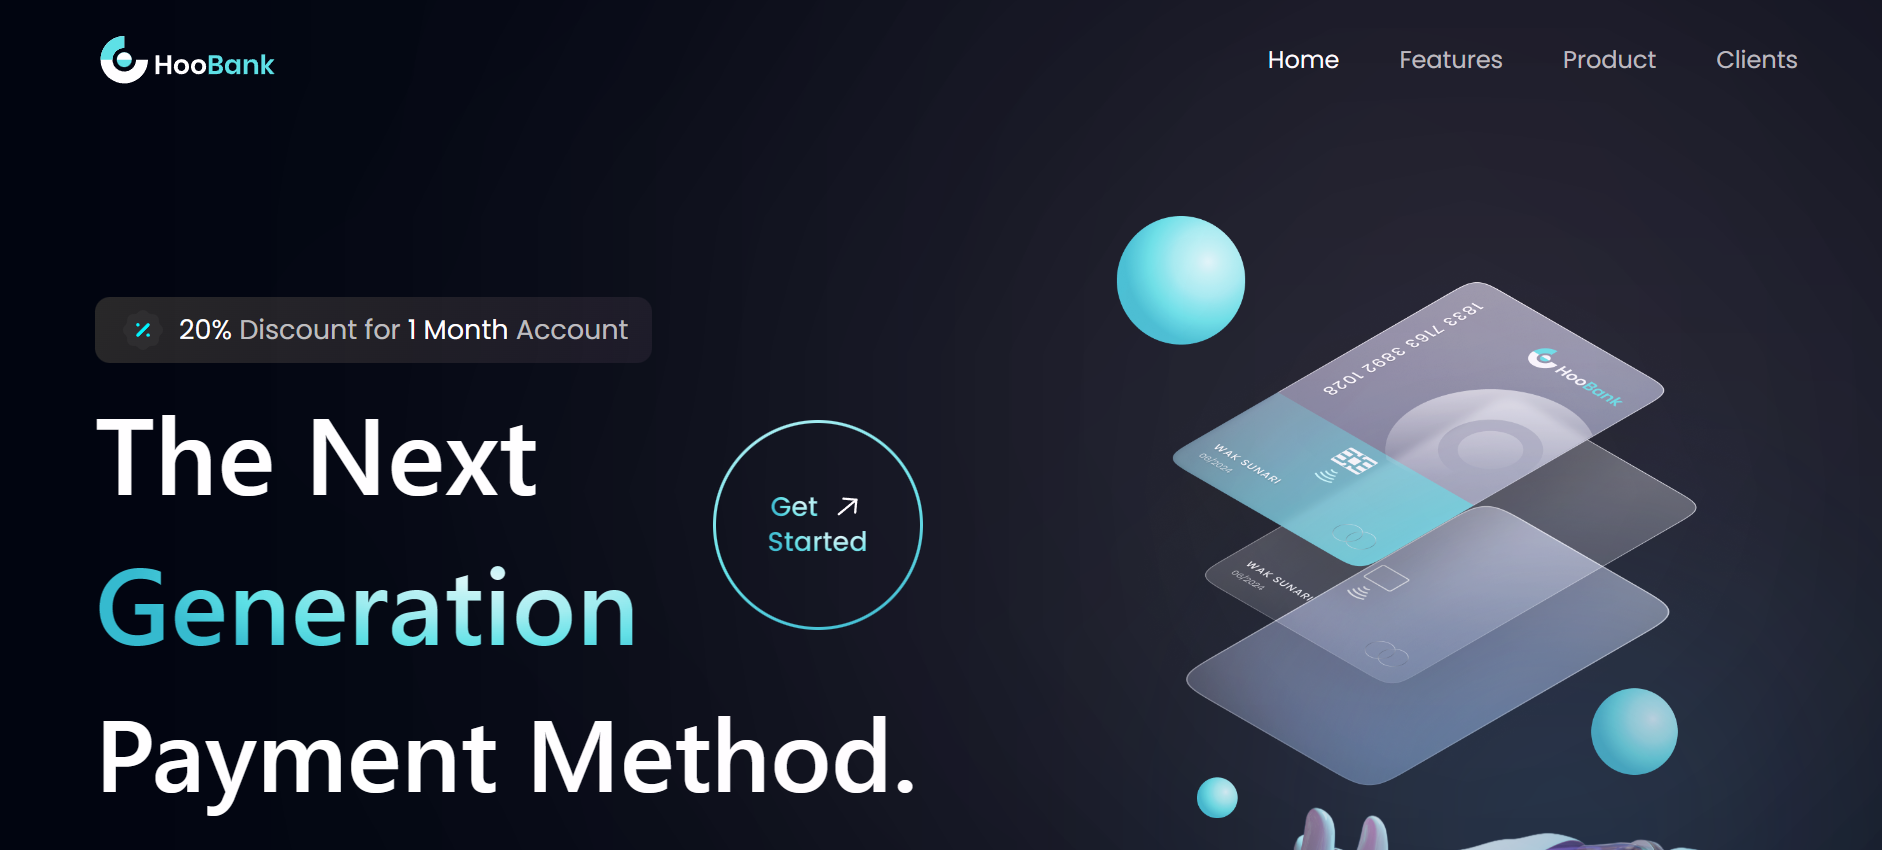 HooBank
Home Features Product Clients
20% Discount for 1 Month Account
The Next
Generation
Payment Method.
Get
Started
1833 7163 3892 1028
HooBank
WAK SUNARI
06/2024
WAK SUNARI
06/2024